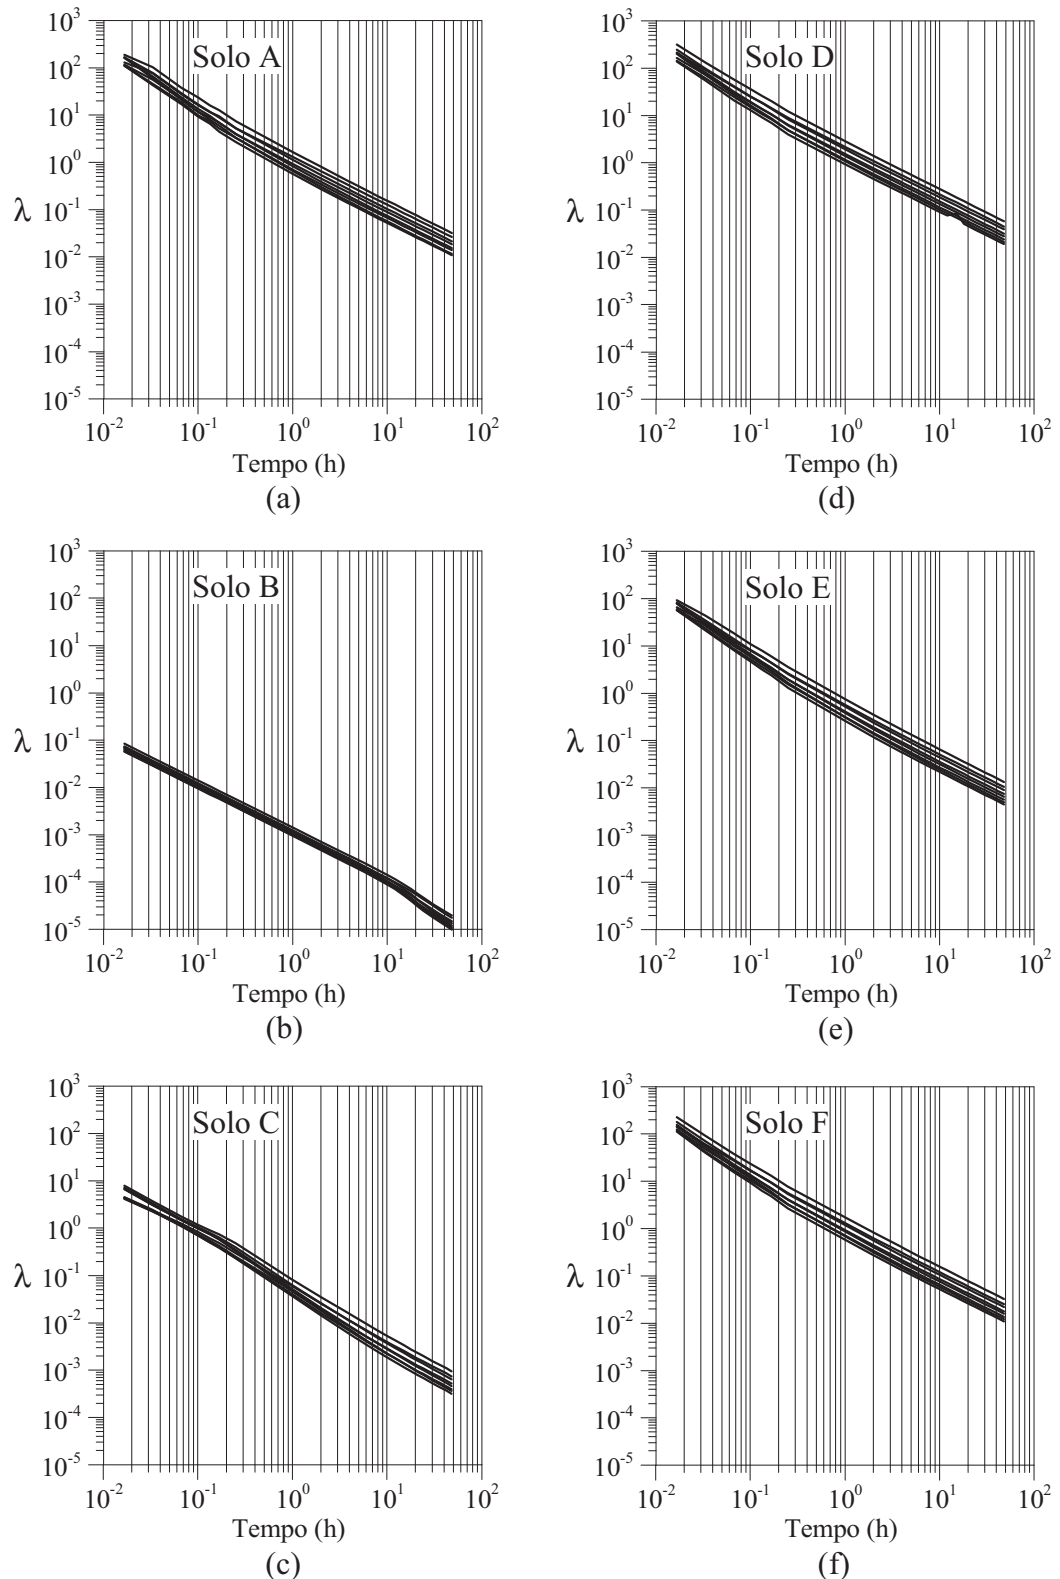 10³
10²
10¹
10⁰
10⁻¹
10⁻²
10⁻³
10⁻⁴
10⁻⁵
λ
Solo A
10⁻² 10⁻¹ 10⁰ 10¹ 10²
Tempo (h)
(a)
10³
10²
10¹
10⁰
10⁻¹
10⁻²
10⁻³
10⁻⁴
10⁻⁵
λ
Solo D
10⁻² 10⁻¹ 10⁰ 10¹ 10²
Tempo (h)
(d)
10³
10²
10¹
10⁰
10⁻¹
10⁻²
10⁻³
10⁻⁴
10⁻⁵
λ
Solo B
10⁻² 10⁻¹ 10⁰ 10¹ 10²
Tempo (h)
(b)
10³
10²
10¹
10⁰
10⁻¹
10⁻²
10⁻³
10⁻⁴
10⁻⁵
λ
Solo E
10⁻² 10⁻¹ 10⁰ 10¹ 10²
Tempo (h)
(e)
10³
10²
10¹
10⁰
10⁻¹
10⁻²
10⁻³
10⁻⁴
10⁻⁵
λ
Solo C
10⁻² 10⁻¹ 10⁰ 10¹ 10²
Tempo (h)
(c)
10³
10²
10¹
10⁰
10⁻¹
10⁻²
10⁻³
10⁻⁴
10⁻⁵
λ
Solo F
10⁻² 10⁻¹ 10⁰ 10¹ 10²
Tempo (h)
(f)